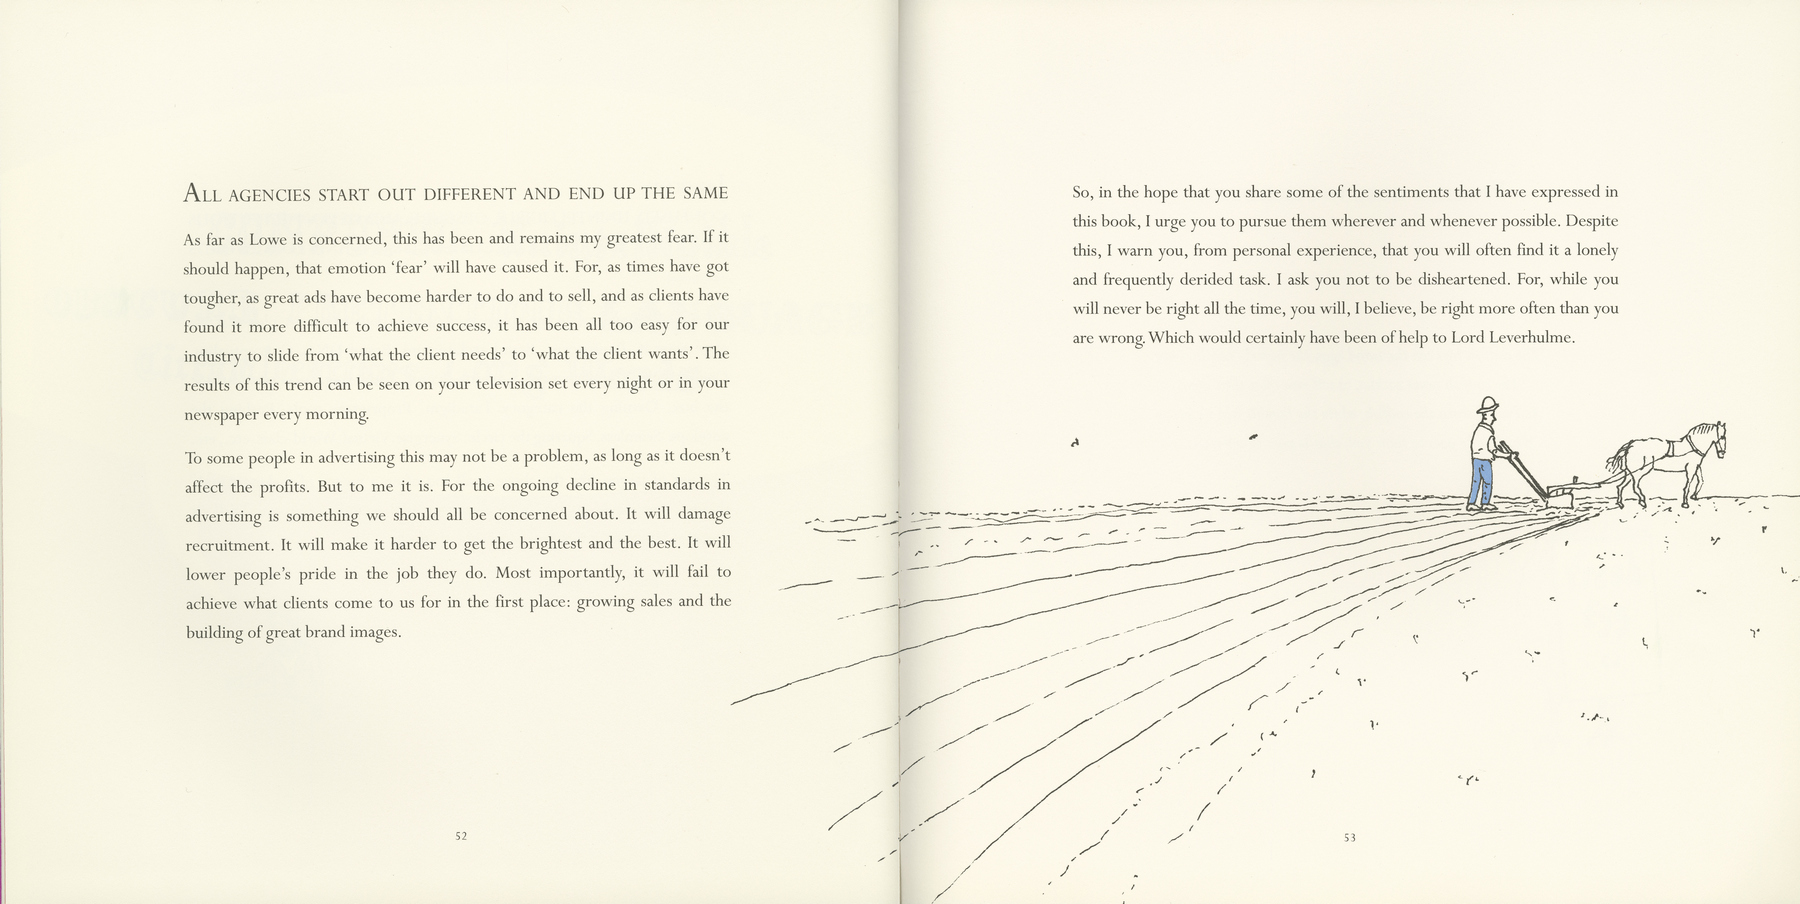 ALL AGENCIES START OUT DIFFERENT AND END UP THE SAME
As far as Lowe is concerned, this has been and remains my greatest fear. If it
should happen, that emotion ‘fear’ will have caused it. For, as times have got
tougher, as great ads have become harder to do and to sell, and as clients have
found it more difficult to achieve success, it has been all too easy for our
industry to slide from ‘what the client needs’ to ‘what the client wants’. The
results of this trend can be seen on your television set every night or in your
newspaper every morning.
To some people in advertising this may not be a problem, as long as it doesn’t
affect the profits. But to me it is. For the ongoing decline in standards in
advertising is something we should all be concerned about. It will damage
recruitment. It will make it harder to get the brightest and the best. It will
lower people’s pride in the job they do. Most importantly, it will fail to
achieve what clients come to us for in the first place: growing sales and the
building of great brand images.
52
So, in the hope that you share some of the sentiments that I have expressed in
this book, I urge you to pursue them wherever and whenever possible. Despite
this, I warn you, from personal experience, that you will often find it a lonely
and frequently derided task. I ask you not to be disheartened. For, while you
will never be right all the time, you will, I believe, be right more often than you
are wrong. Which would certainly have been of help to Lord Leverhulme.
53